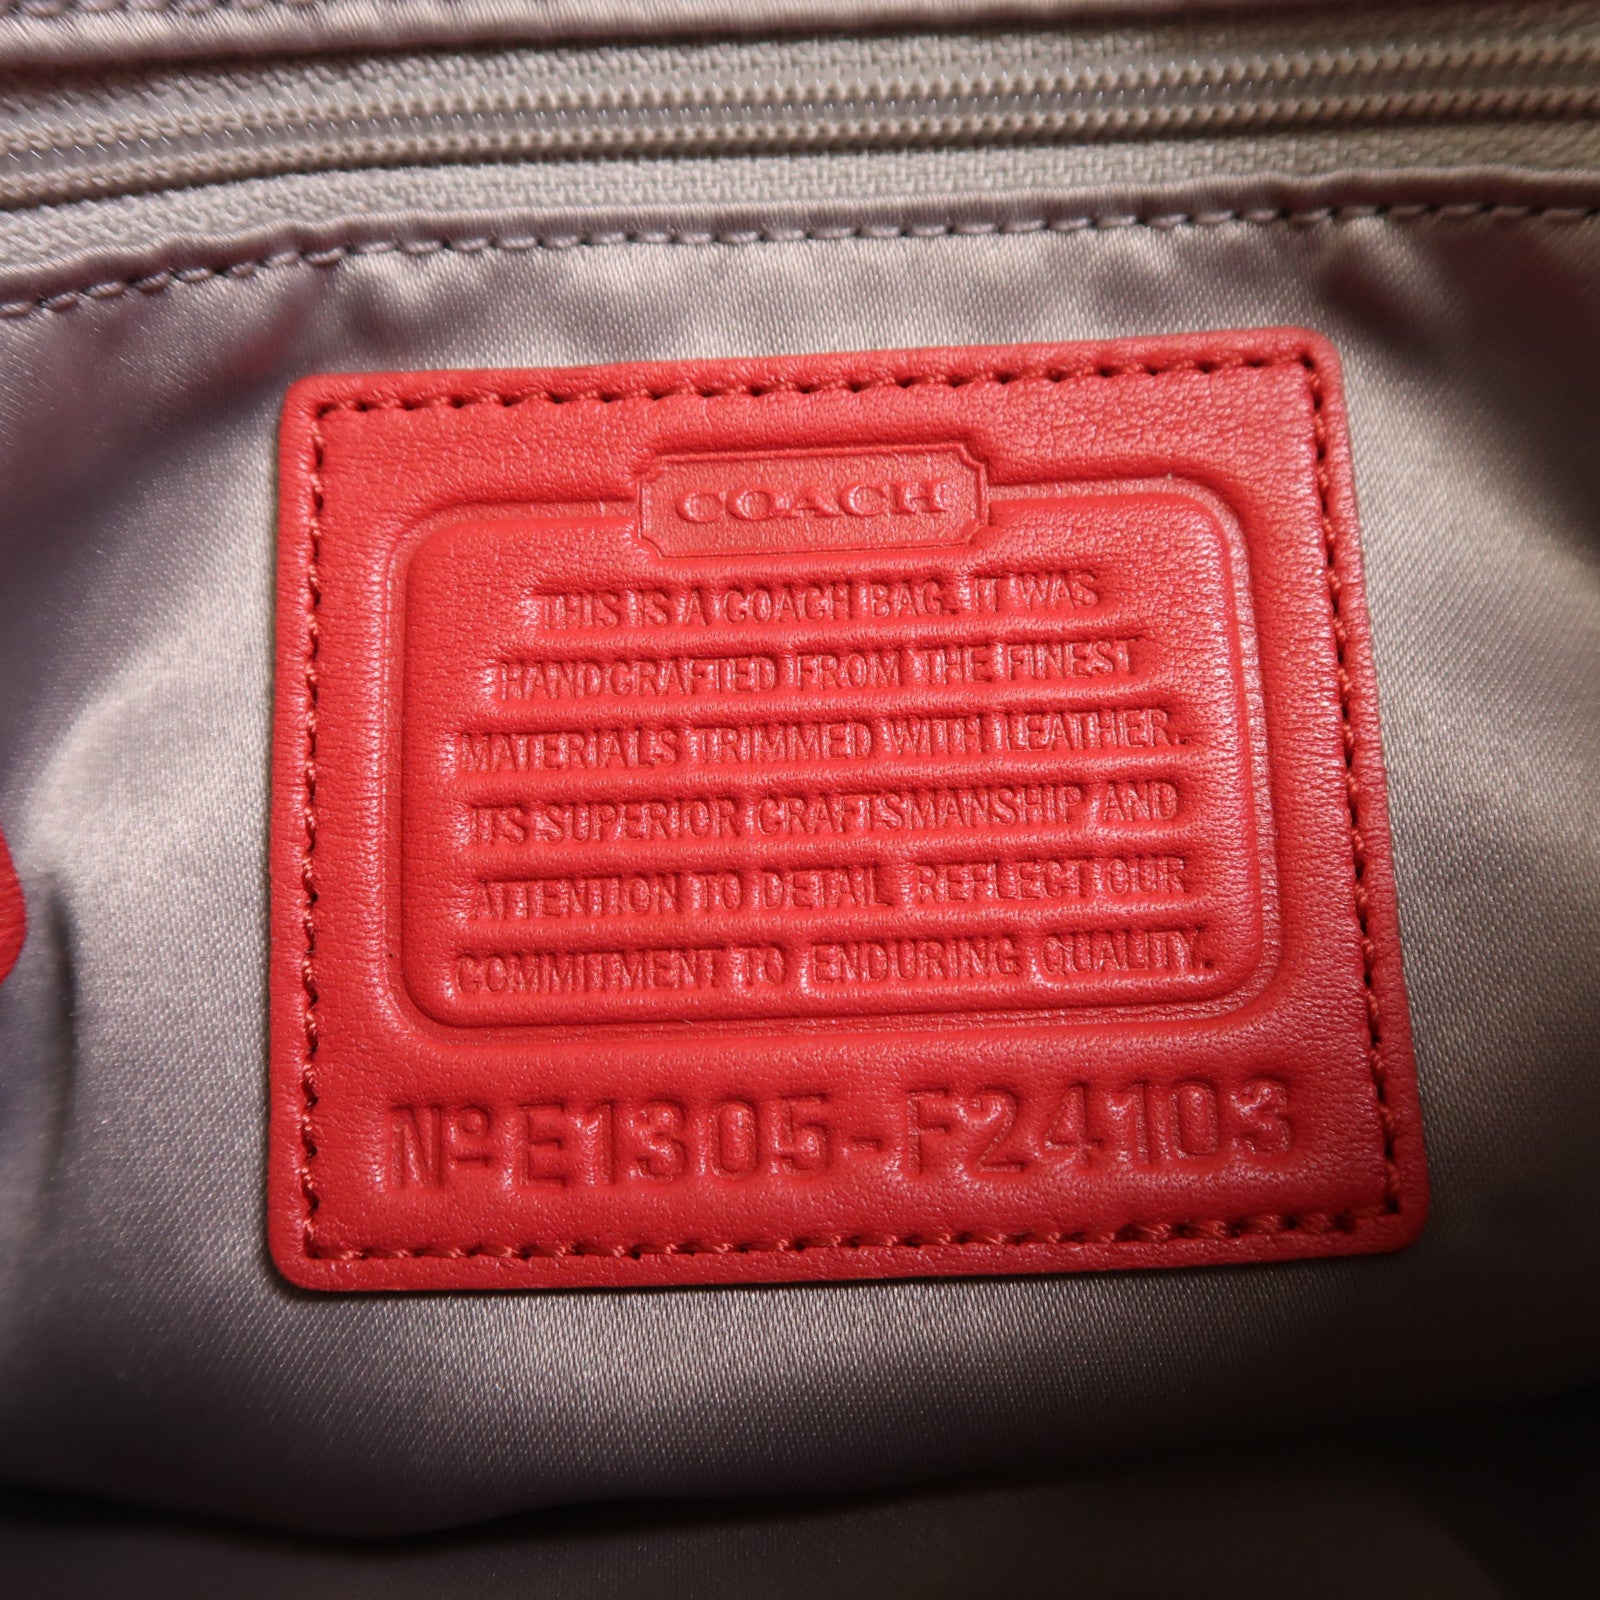 COACH
THIS IS A COACH BAG. IT WAS
HANDCRAFTED FROM THE FINEST
MATERIALS TRIMMED WITH LEATHER.
ITS SUPERIOR CRAFTSMANSHIP AND
ATTENTION TO DETAIL REFLECT OUR
COMMITMENT TO ENDURING QUALITY.
Nº E1305-F24103